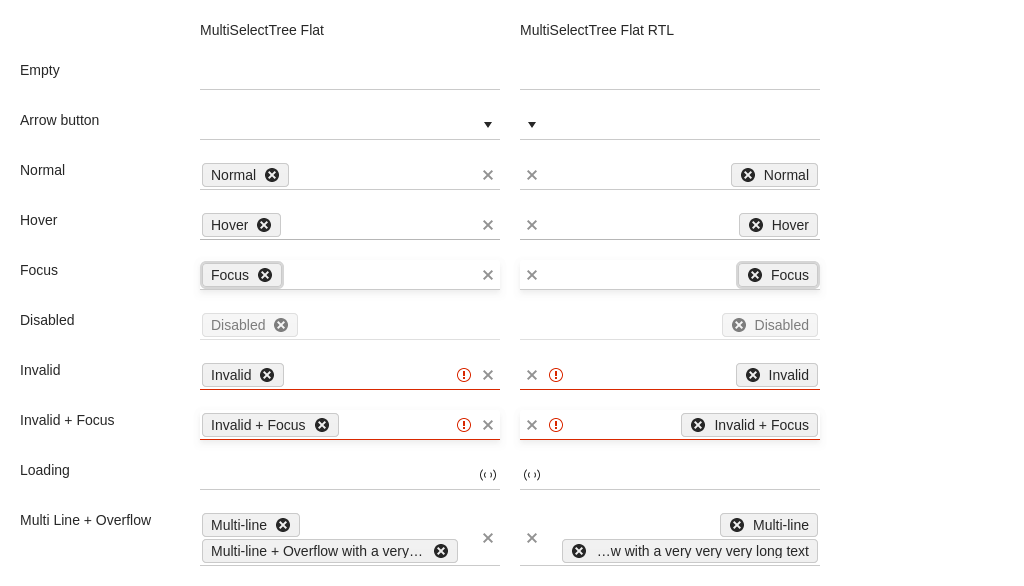 MultiSelectTree Flat MultiSelectTree Flat RTL
Empty
Arrow button
Normal Normal Normal
Hover Hover Hover
Focus Focus Focus
Disabled Disabled Disabled
Invalid Invalid Invalid
Invalid + Focus Invalid + Focus Invalid + Focus
Loading
Multi Line + Overflow Multi-line Multi-line
Multi-line + Overflow with a very… …w with a very very very long text